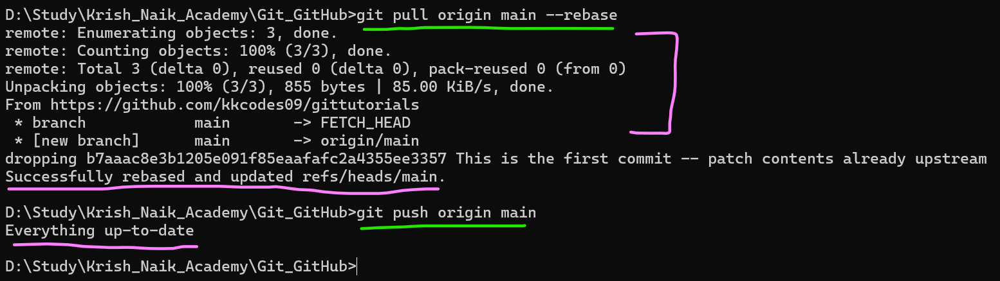 D:\Study\Krish_Naik_Academy\Git_GitHub>git pull origin main --rebase
remote: Enumerating objects: 3, done.
remote: Counting objects: 100% (3/3), done.
remote: Total 3 (delta 0), reused 0 (delta 0), pack-reused 0 (from 0)
Unpacking objects: 100% (3/3), 855 bytes | 85.00 KiB/s, done.
From https://github.com/kkcodes09/gittutorials
 * branch            main       -> FETCH_HEAD
 * [new branch]      main       -> origin/main
dropping b7aaac8e3b1205e091f85eaafafc2a4355ee3357 This is the first commit -- patch contents already upstream
Successfully rebased and updated refs/heads/main.
D:\Study\Krish_Naik_Academy\Git_GitHub>git push origin main
Everything up-to-date
D:\Study\Krish_Naik_Academy\Git_GitHub>